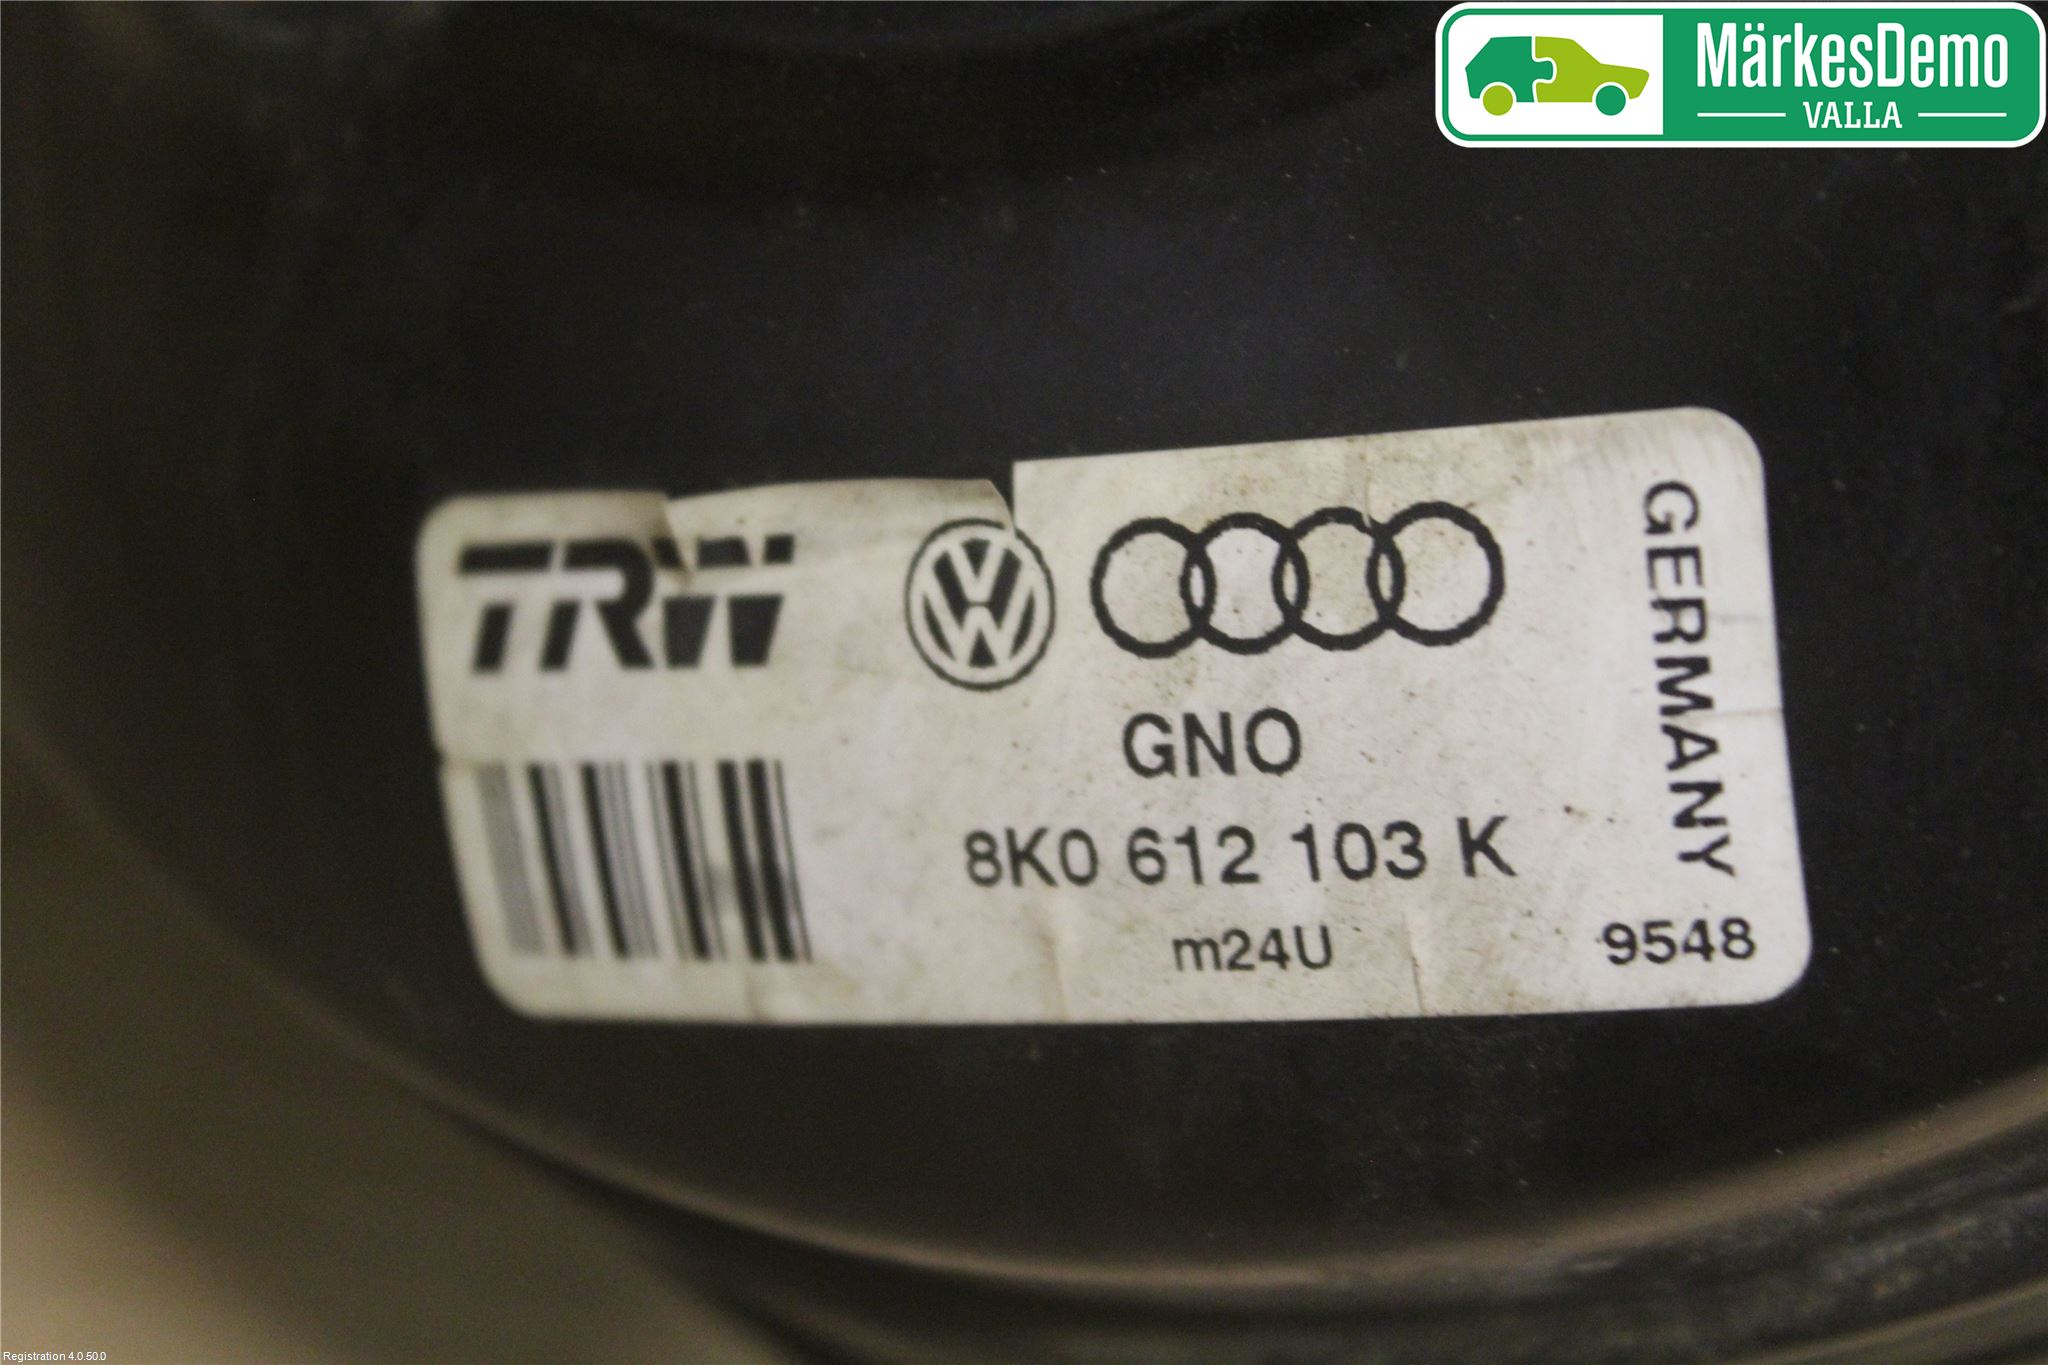 MärkesDemo
VALLA
TRW
GERMANY
GNO
8K0 612 103 K
m24U
9548
Registration 4.0.50.0